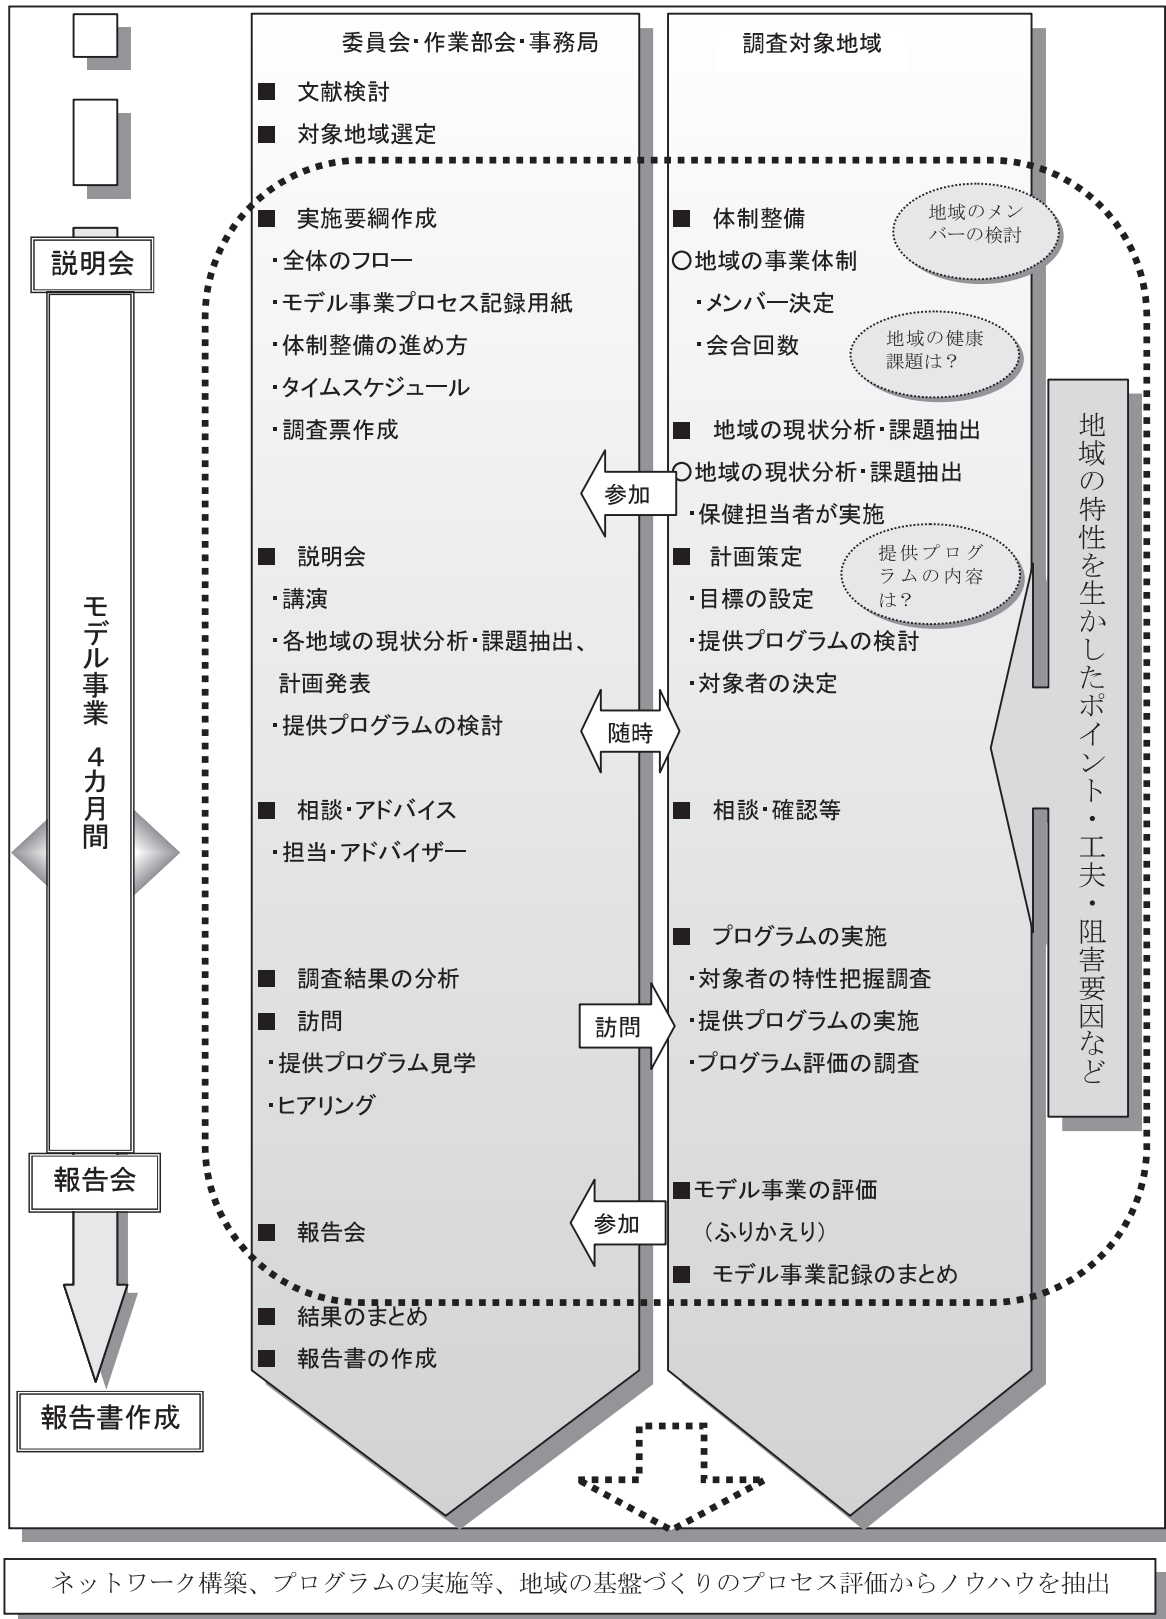 説明会
モデル事業 4カ月間
報告会
報告書作成
委員会・作業部会・事務局
■ 文献検討
■ 対象地域選定
■ 実施要綱作成
・全体のフロー
・モデル事業プロセス記録用紙
・体制整備の進め方
・タイムスケジュール
・調査票作成
■ 説明会
・講演
・各地域の現状分析・課題抽出、
計画発表
・提供プログラムの検討
■ 相談・アドバイス
・担当・アドバイザー
■ 調査結果の分析
■ 訪問
・提供プログラム見学
・ヒアリング
■ 報告会
■ 結果のまとめ
■ 報告書の作成
参加
随時
訪問
参加
調査対象地域
■ 体制整備
○地域の事業体制
・メンバー決定
・会合回数
■ 地域の現状分析・課題抽出
○地域の現状分析・課題抽出
・保健担当者が実施
■ 計画策定
・目標の設定
・提供プログラムの検討
・対象者の決定
■ 相談・確認等
■ プログラムの実施
・対象者の特性把握調査
・提供プログラムの実施
・プログラム評価の調査
■モデル事業の評価
（ふりかえり）
■ モデル事業記録のまとめ
地域のメン
バーの検討
地域の健康
課題は？
提供プログ
ラムの内容
は？
地域の特性を生かしたポイント・工夫・阻害要因など
ネットワーク構築、プログラムの実施等、地域の基盤づくりのプロセス評価からノウハウを抽出